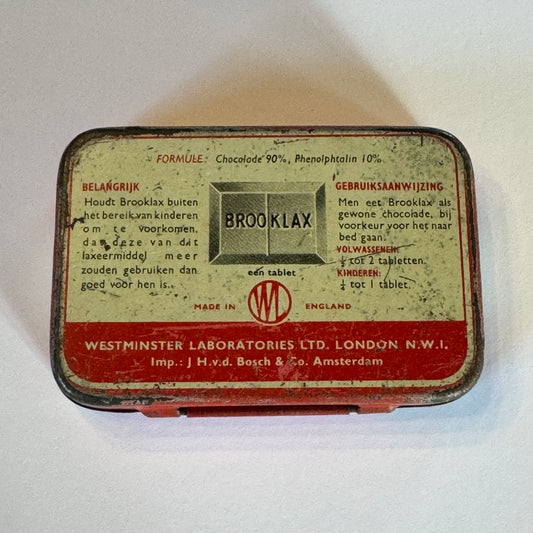 FORMULE: Chocolade 90%, Phenolphtalin 10%
BELANGRIJK
Houdt Brooklax buiten
het bereik van kinderen
om te voorkomen,
dat deze van dit
laxeermiddel meer
zouden gebruiken dan
goed voor hen is.
BROOKLAX
één tablet
GEBRUIKSAANWIJZING
Men eet Brooklax als
gewone chocolade, bij
voorkeur voor het naar
bed gaan.
VOLWASSENEN:
½ tot 2 tabletten.
KINDEREN:
¼ tot 1 tablet.
MADE IN WL ENGLAND
WESTMINSTER LABORATORIES LTD. LONDON N.W.I.
Imp.: J H.v.d. Bosch & Co. Amsterdam